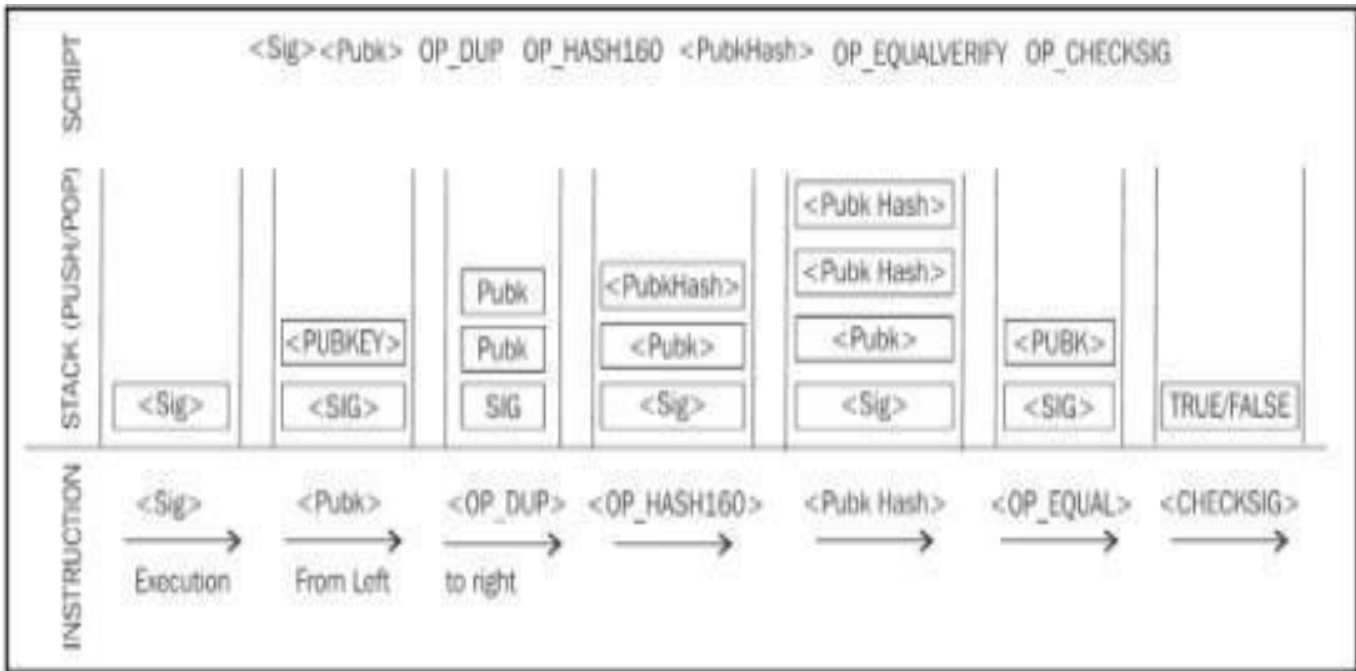 SCRIPT
<Sig> <Pubk> OP_DUP OP_HASH160 <PubkHash> OP_EQUALVERIFY OP_CHECKSIG
STACK (PUSH/POP)
<Pubk Hash>
Pubk <PubkHash> <Pubk Hash>
<PUBKEY> Pubk <Pubk> <Pubk> <PUBK>
<Sig> <SIG> SIG <Sig> <Sig> <SIG> TRUE/FALSE
INSTRUCTION
<Sig> <Pubk> <OP_DUP> <OP_HASH160> <Pubk Hash> <OP_EQUAL> <CHECKSIG>
Execution From Left to right